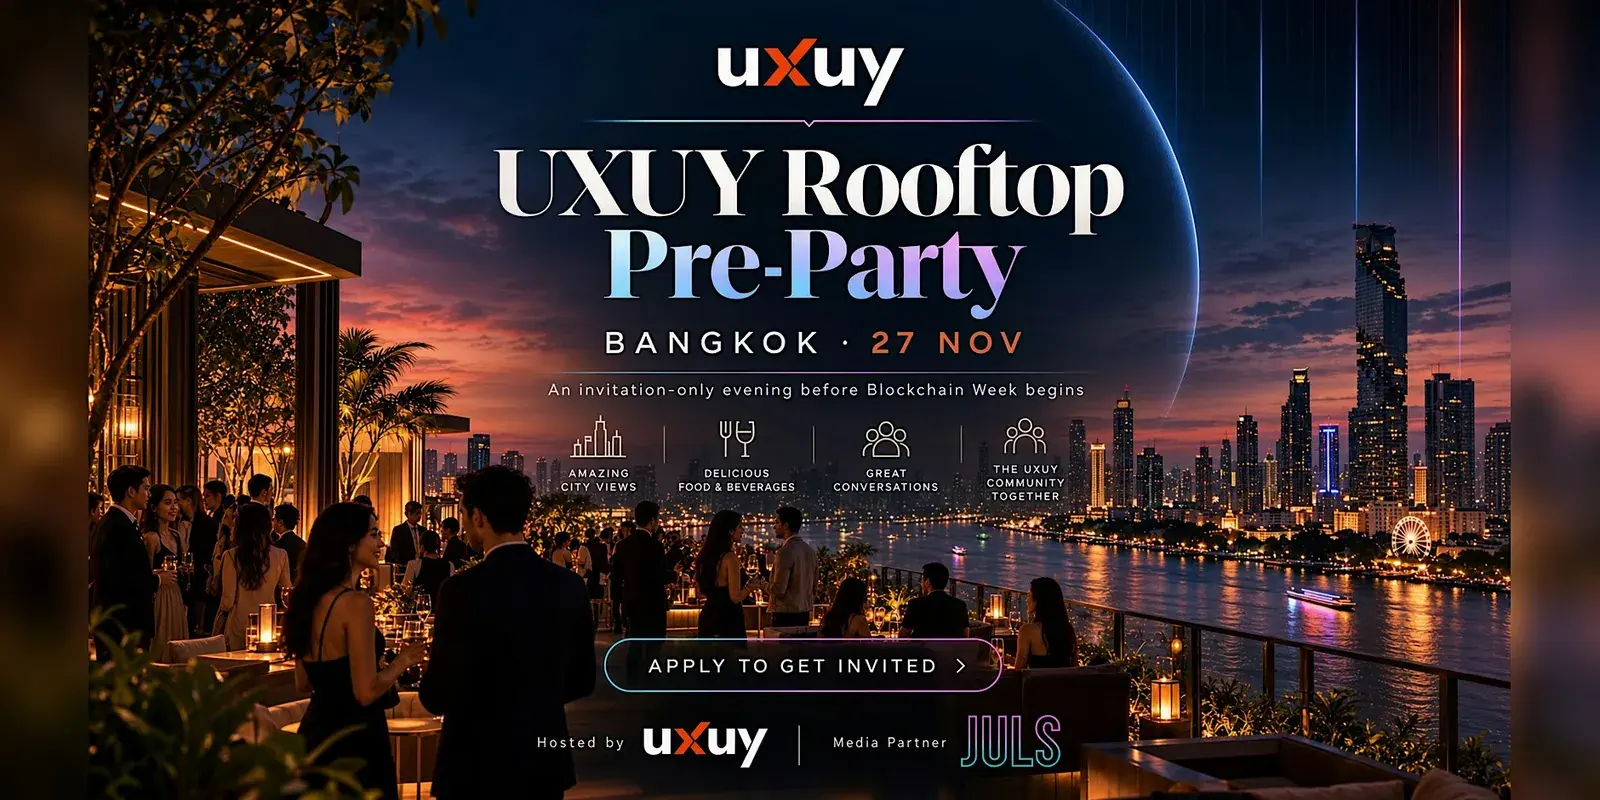 uxuy
UXUY Rooftop
Pre-Party
BANGKOK · 27 NOV
An invitation-only evening before Blockchain Week begins
AMAZING
CITY VIEWS
DELICIOUS
FOOD & BEVERAGES
GREAT
CONVERSATIONS
THE UXUY
COMMUNITY
TOGETHER
APPLY TO GET INVITED >
Hosted by uxuy
Media Partner JULS